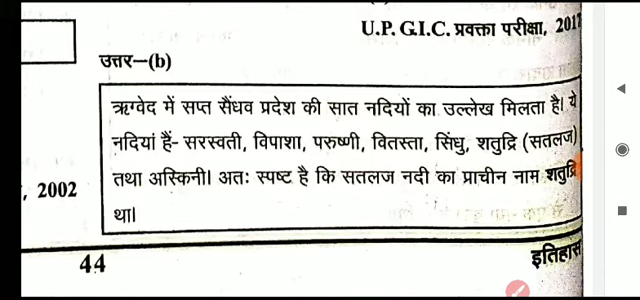 U.P. G.I.C. प्रवक्ता परीक्षा, 2017
उत्तर–(b)
ऋग्वेद में सप्त सैंधव प्रदेश की सात नदियों का उल्लेख मिलता है। ये
नदियां हैं- सरस्वती, विपाशा, परुष्णी, वितस्ता, सिंधु, शतुद्रि (सतलज)
तथा अस्किनी। अतः स्पष्ट है कि सतलज नदी का प्राचीन नाम शतुद्रि
था।
, 2002
44
इतिहास